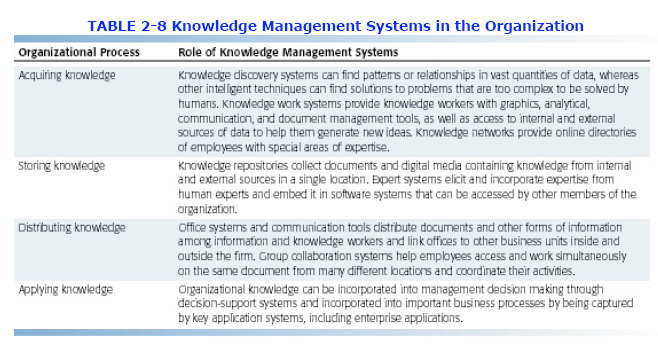 TABLE 2-8 Knowledge Management Systems in the Organization
Organizational Process Role of Knowledge Management Systems
Acquiring knowledge Knowledge discovery systems can find patterns or relationships in vast quantities of data, whereas
other intelligent techniques can find solutions to problems that are too complex to be solved by
humans. Knowledge work systems provide knowledge workers with graphics, analytical,
communication, and document management tools, as well as access to internal and external
sources of data to help them generate new ideas. Knowledge networks provide online directories
of employees with special areas of expertise.
Storing knowledge Knowledge repositories collect documents and digital media containing knowledge from internal
and external sources in a single location. Expert systems elicit and incorporate expertise from
human experts and embed it in software systems that can be accessed by other members of the
organization.
Distributing knowledge Office systems and communication tools distribute documents and other forms of information
among information and knowledge workers and link offices to other business units inside and
outside the firm. Group collaboration systems help employees access and work simultaneously
on the same document from many different locations and coordinate their activities.
Applying knowledge Organizational knowledge can be incorporated into management decision making through
decision-support systems and incorporated into important business processes by being captured
by key application systems, including enterprise applications.